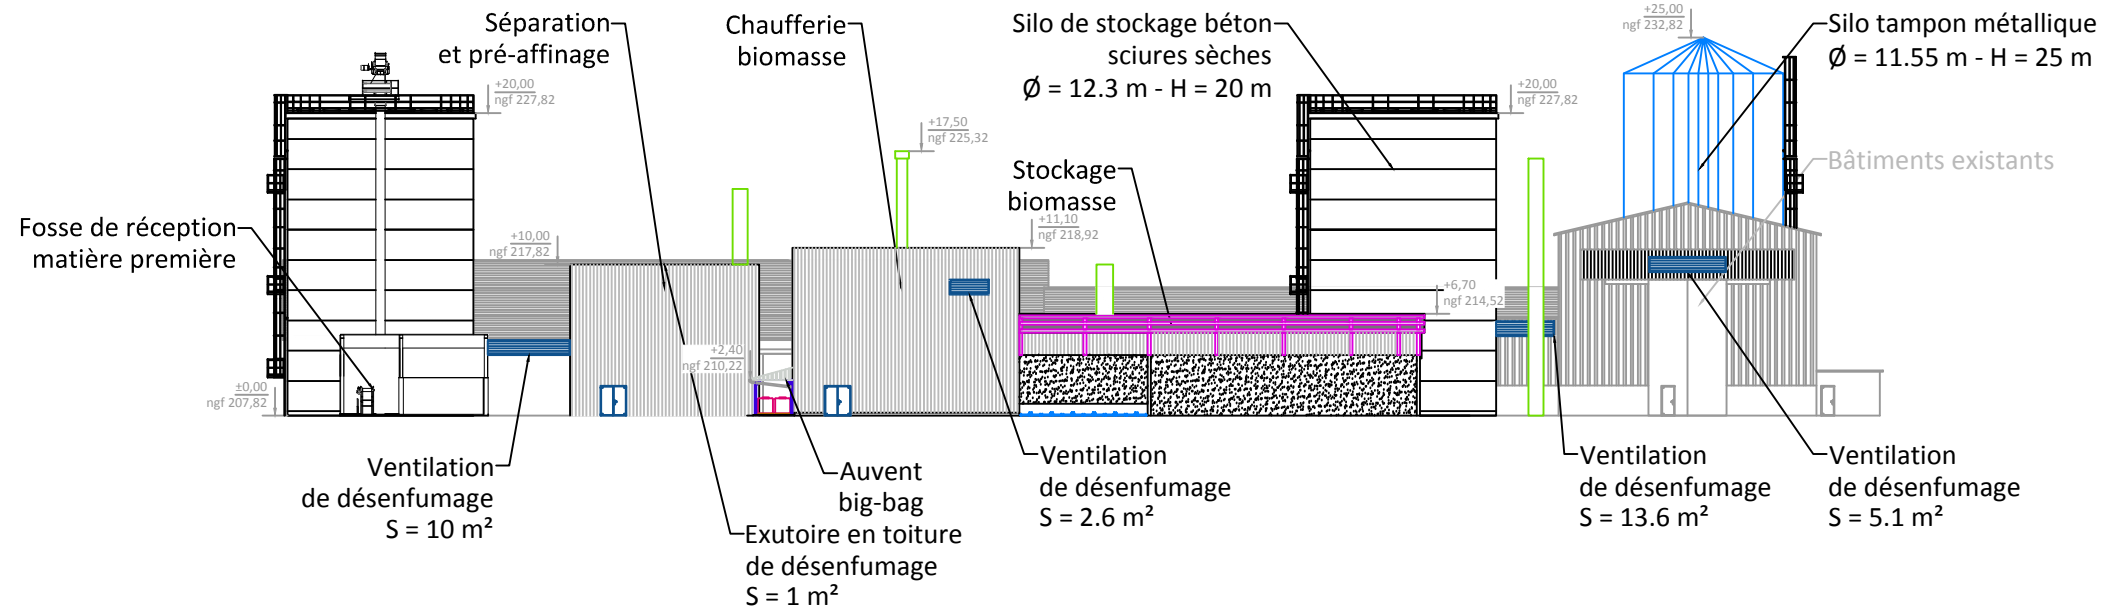 Séparation
et pré-affinage
Chaufferie
biomasse
Silo de stockage béton
sciures sèches
Ø = 12.3 m - H = 20 m
+25,00
ngf 232,82
Silo tampon métallique
Ø = 11.55 m - H = 25 m
+20,00
ngf 227,82
+17,50
ngf 225,32
+20,00
ngf 227,82
Bâtiments existants
Stockage
biomasse
Fosse de réception
matière première
+10,00
ngf 217,82
+11,10
ngf 218,92
+6,70
ngf 214,52
+2,40
ngf 210,22
±0,00
ngf 207,82
Ventilation
de désenfumage
S = 10 m²
Auvent
big-bag
Exutoire en toiture
de désenfumage
S = 1 m²
Ventilation
de désenfumage
S = 2.6 m²
Ventilation
de désenfumage
S = 13.6 m²
Ventilation
de désenfumage
S = 5.1 m²